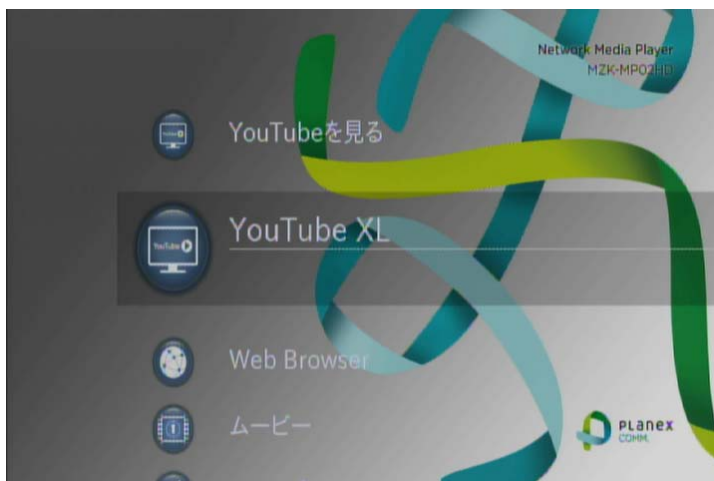 Network Media Player
MZK-MP02HD
YouTubeを見る
YouTube XL
Web Browser
ムービー
PLanex
COMM.